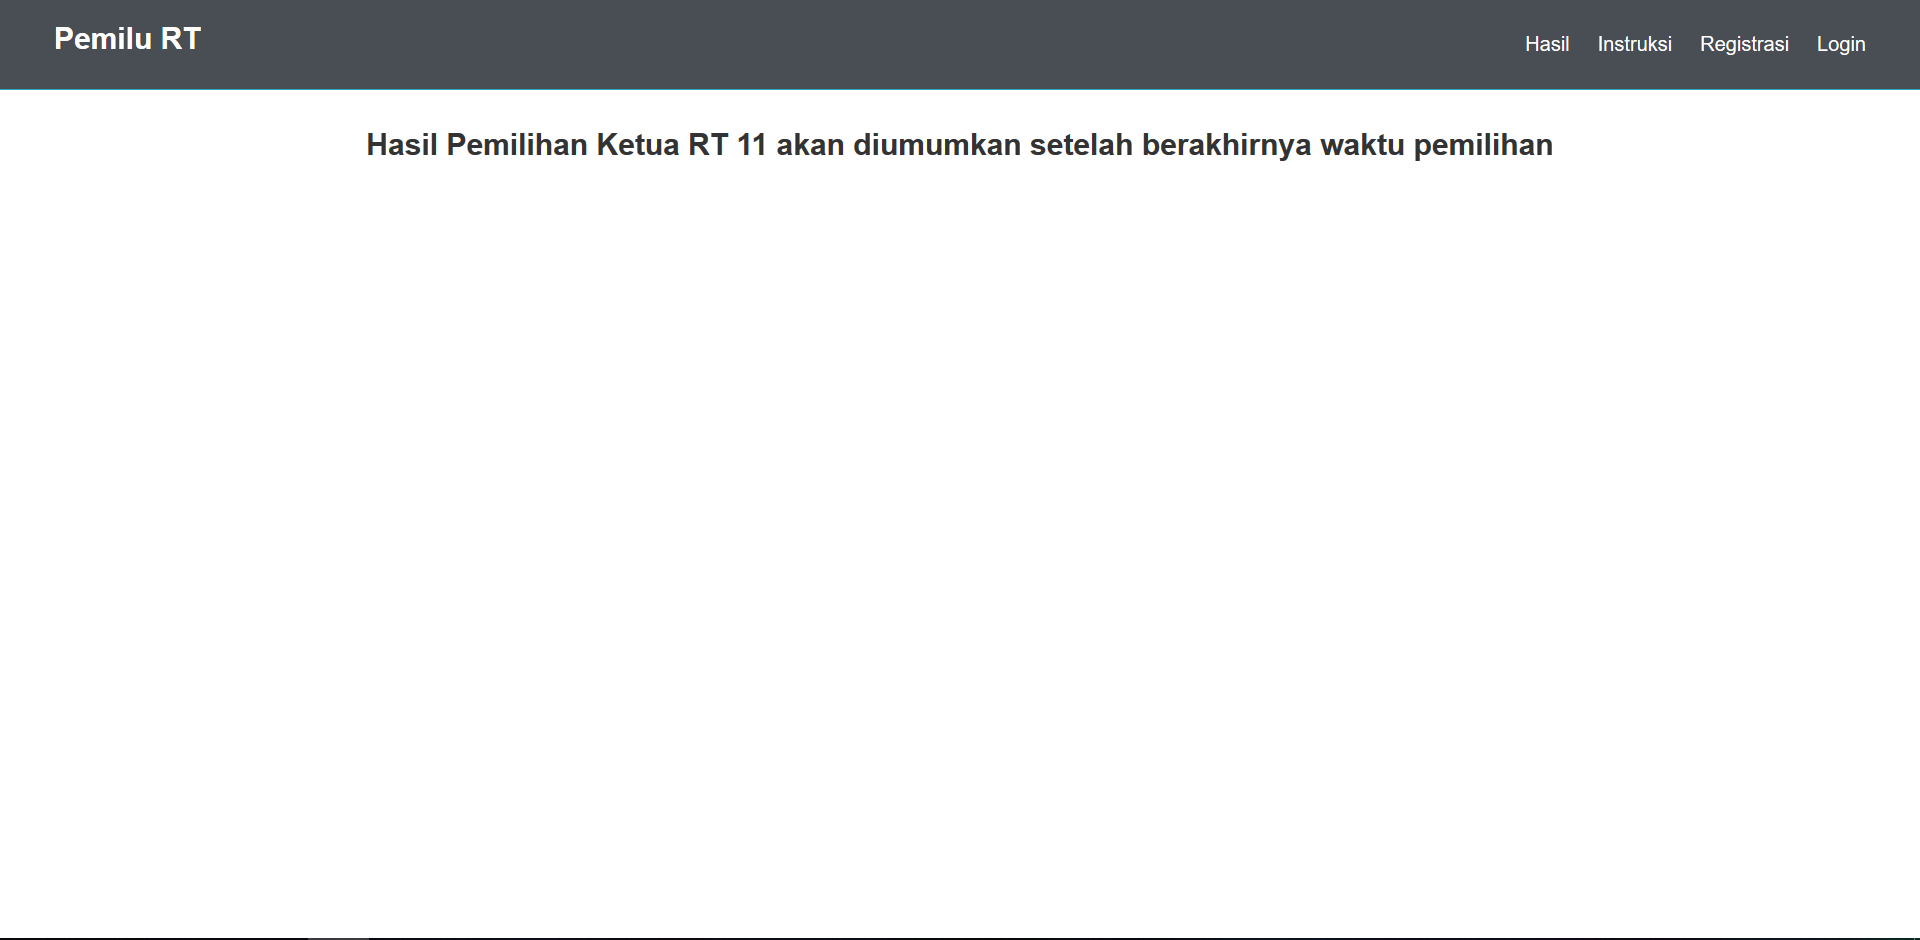 Pemilu RT
Hasil Instruksi Registrasi Login
Hasil Pemilihan Ketua RT 11 akan diumumkan setelah berakhirnya waktu pemilihan